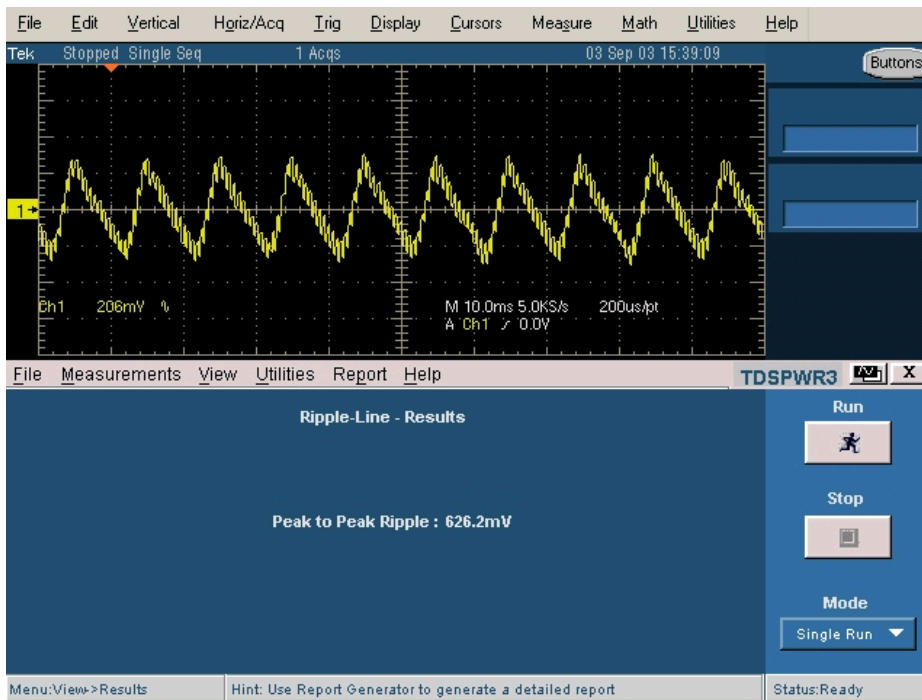 File Edit Vertical Horiz/Acq Trig Display Cursors Measure Math Utilities Help
Tek Stopped Single Seq 1 Acqs 03 Sep 03 15:39:09
Buttons
1
Ch1 206mV M 10.0ms 5.0KS/s 200us/pt
A Ch1 0.0V
File Measurements View Utilities Report Help TDSPWR3 X
Ripple-Line - Results
Peak to Peak Ripple : 626.2mV
Run
Stop
Mode
Single Run
Menu:View->Results Hint: Use Report Generator to generate a detailed report Status:Ready